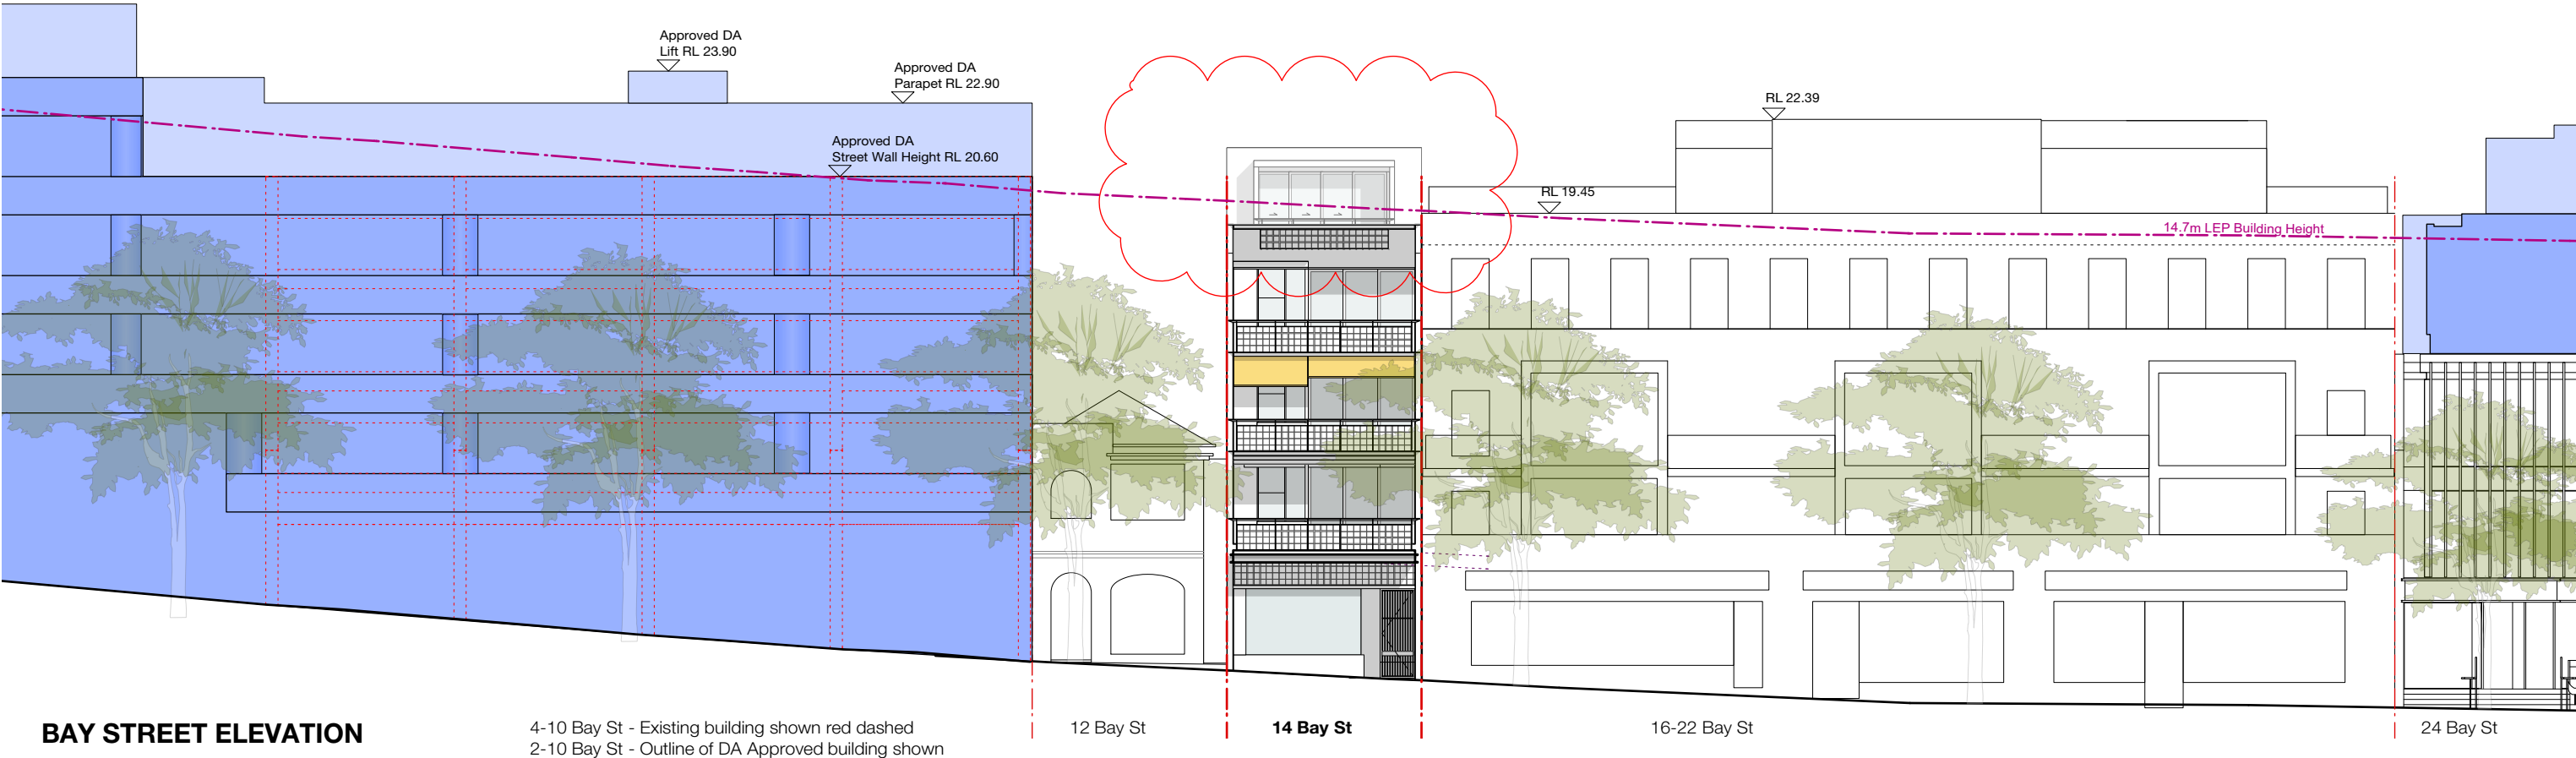 Approved DA
Lift RL 23.90
Approved DA
Parapet RL 22.90
Approved DA
Street Wall Height RL 20.60
RL 22.39
RL 19.45
14.7m LEP Building Height
BAY STREET ELEVATION
4-10 Bay St - Existing building shown red dashed
2-10 Bay St - Outline of DA Approved building shown
12 Bay St
14 Bay St
16-22 Bay St
24 Bay St